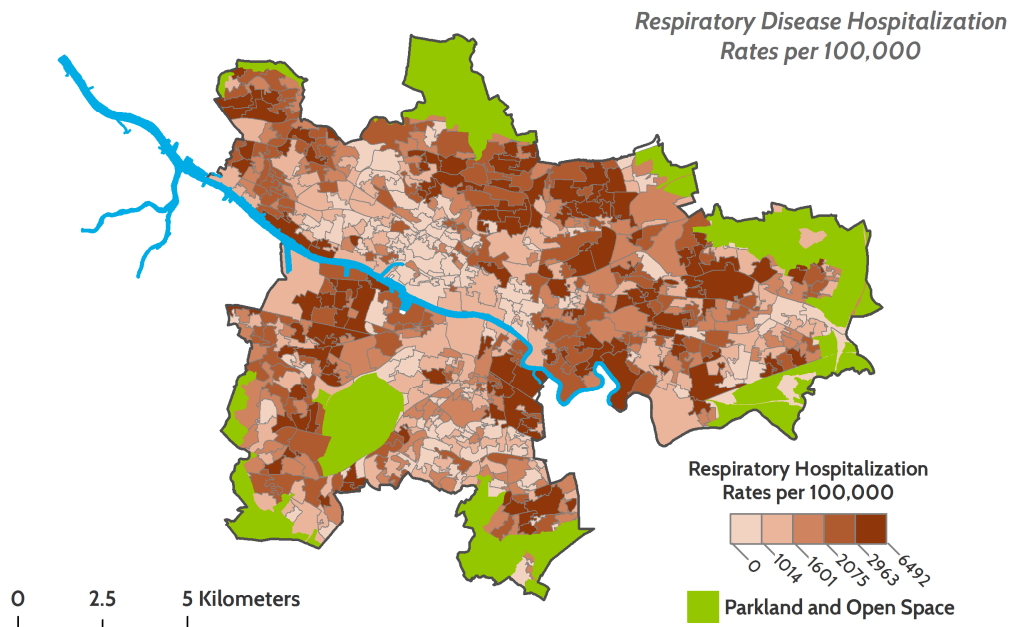 Respiratory Disease Hospitalization
Rates per 100,000
Respiratory Hospitalization
Rates per 100,000
0
1014
1601
2075
2963
6492
Parkland and Open Space
0 2.5 5 Kilometers